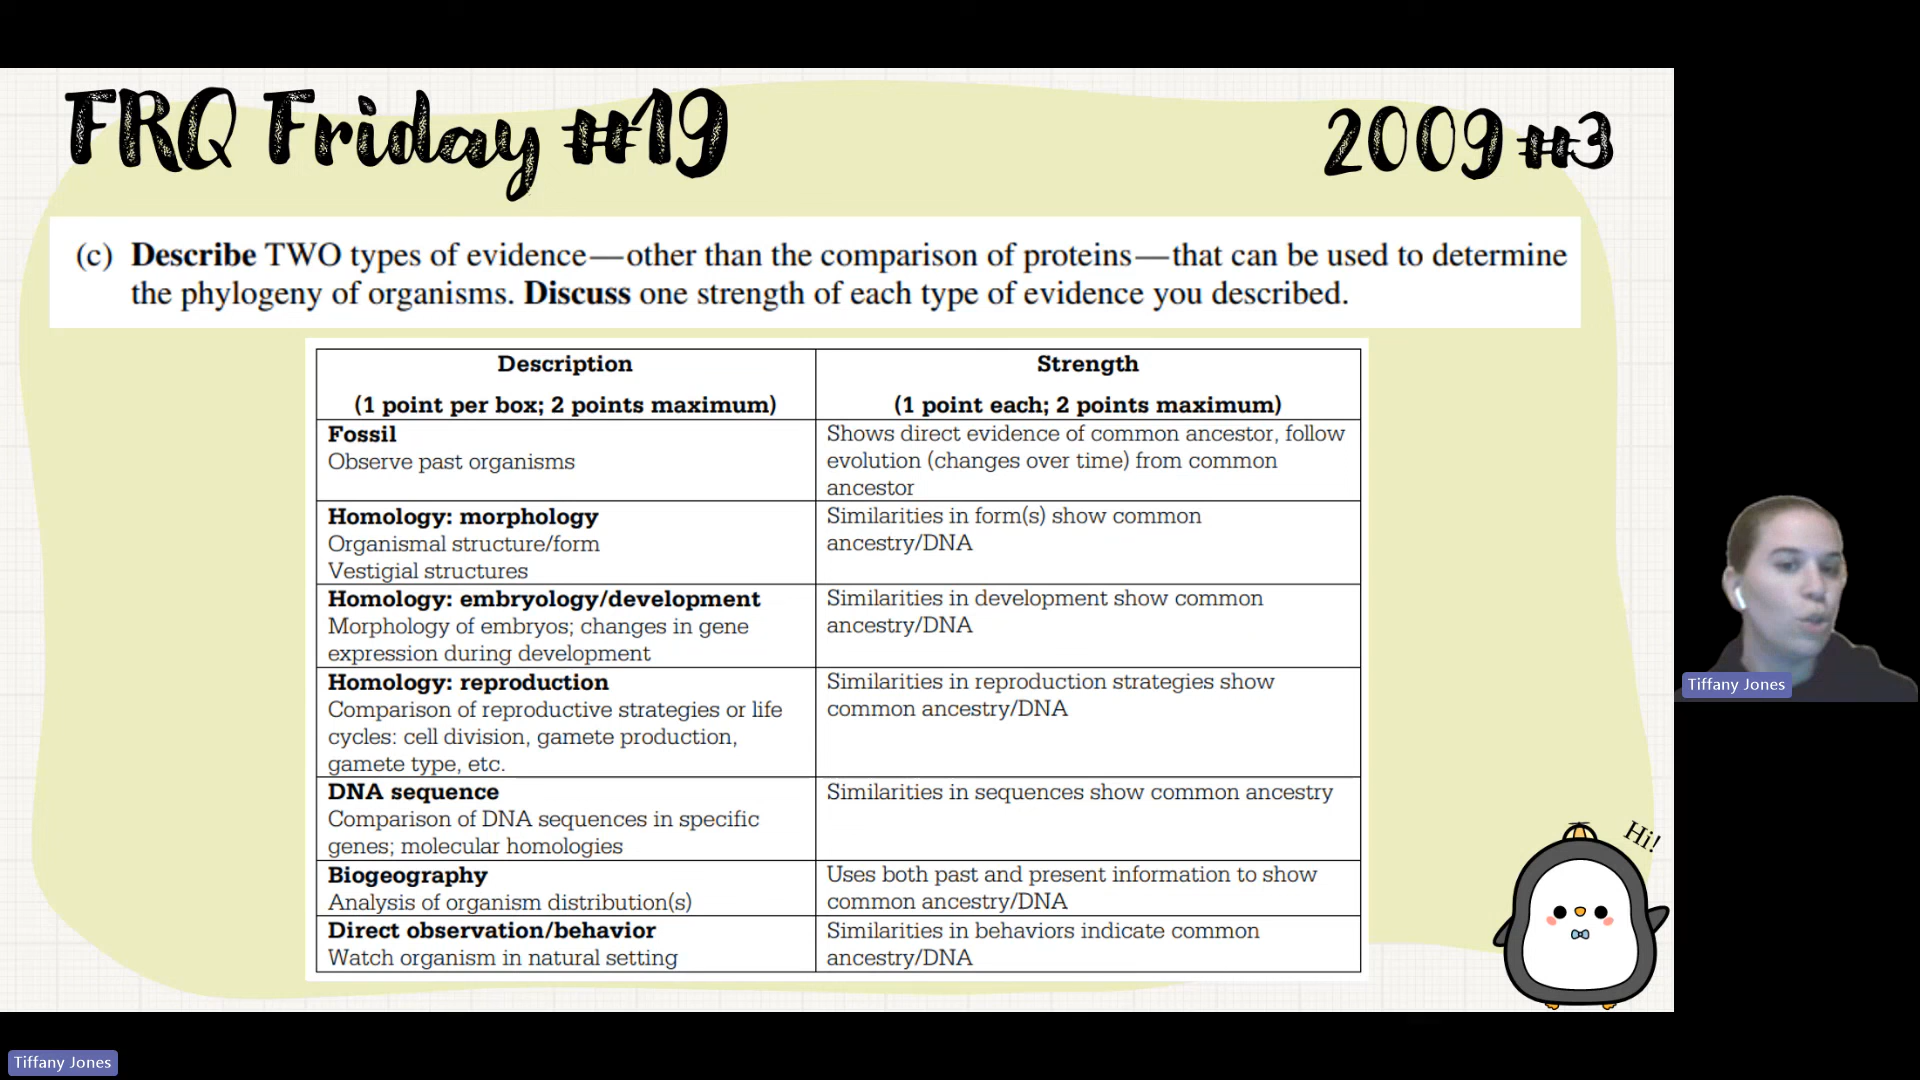 FRQ Friday #19
2009 #3
(c) Describe TWO types of evidence—other than the comparison of proteins—that can be used to determine
the phylogeny of organisms. Discuss one strength of each type of evidence you described.
Description
(1 point per box; 2 points maximum)
Strength
(1 point each; 2 points maximum)
Fossil
Observe past organisms
Shows direct evidence of common ancestor, follow
evolution (changes over time) from common
ancestor
Homology: morphology
Organismal structure/form
Vestigial structures
Similarities in form(s) show common
ancestry/DNA
Homology: embryology/development
Morphology of embryos; changes in gene
expression during development
Similarities in development show common
ancestry/DNA
Homology: reproduction
Comparison of reproductive strategies or life
cycles: cell division, gamete production,
gamete type, etc.
Similarities in reproduction strategies show
common ancestry/DNA
DNA sequence
Comparison of DNA sequences in specific
genes; molecular homologies
Similarities in sequences show common ancestry
Biogeography
Analysis of organism distribution(s)
Uses both past and present information to show
common ancestry/DNA
Direct observation/behavior
Watch organism in natural setting
Similarities in behaviors indicate common
ancestry/DNA
Hi!
Tiffany Jones
Tiffany Jones